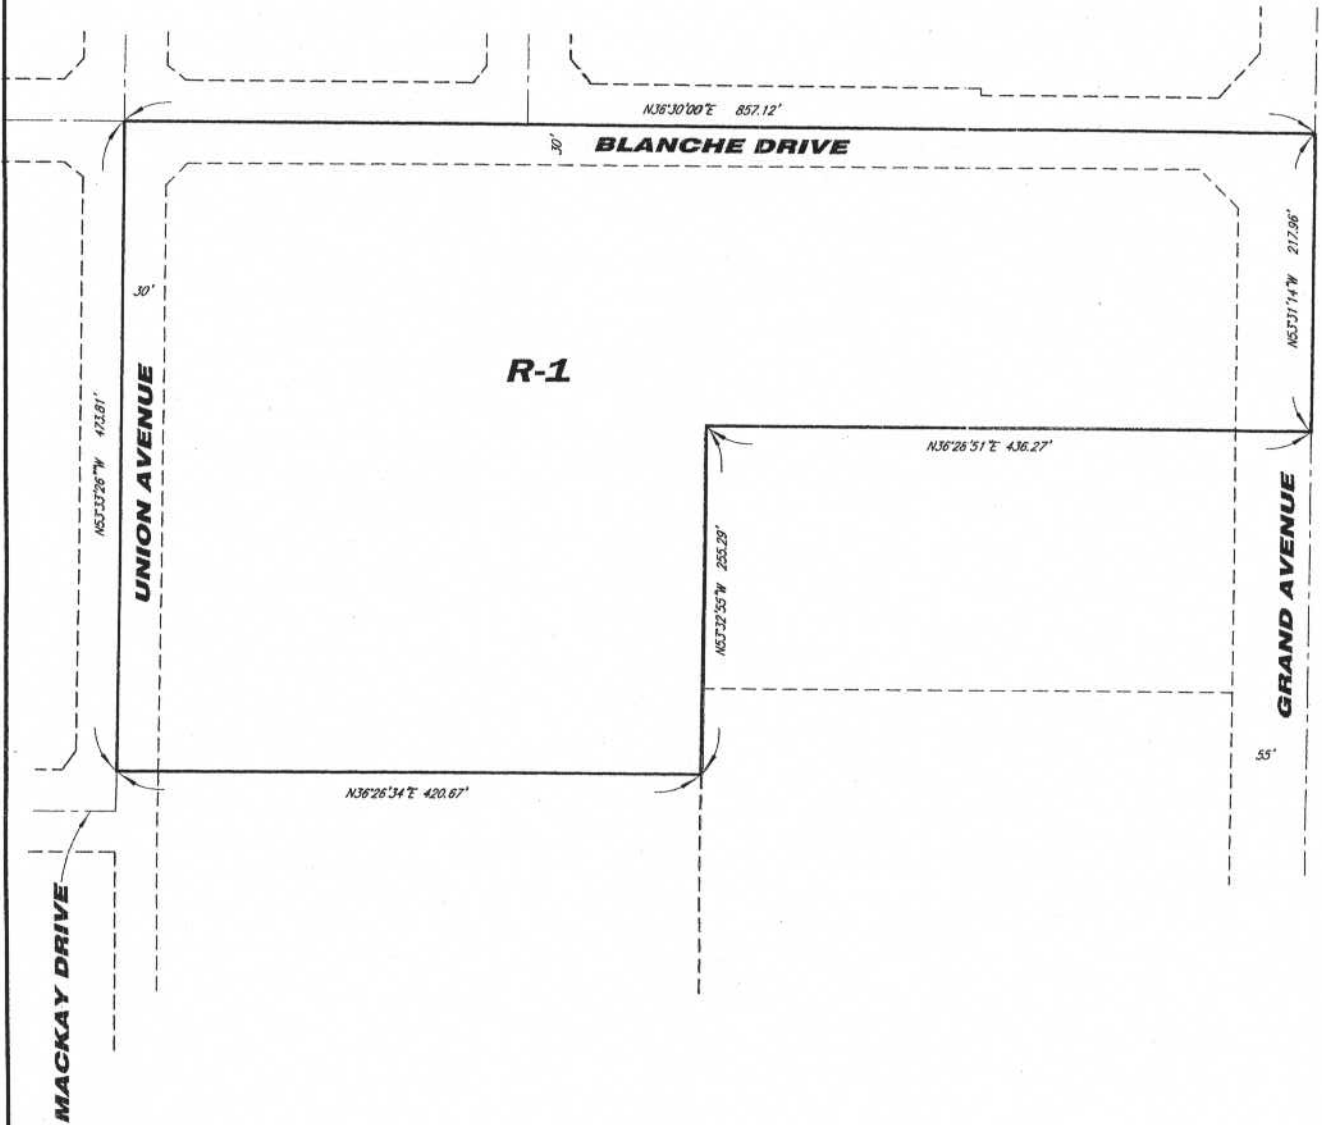 N36°30'00"E 857.12'
30'
BLANCHE DRIVE
N53°31'14"W 217.96'
30'
R-1
UNION AVENUE
N53°33'26"W 473.81'
N36°26'51"E 436.27'
GRAND AVENUE
N53°32'55"W 255.29'
55'
N36°26'34"E 420.67'
MACKAY DRIVE